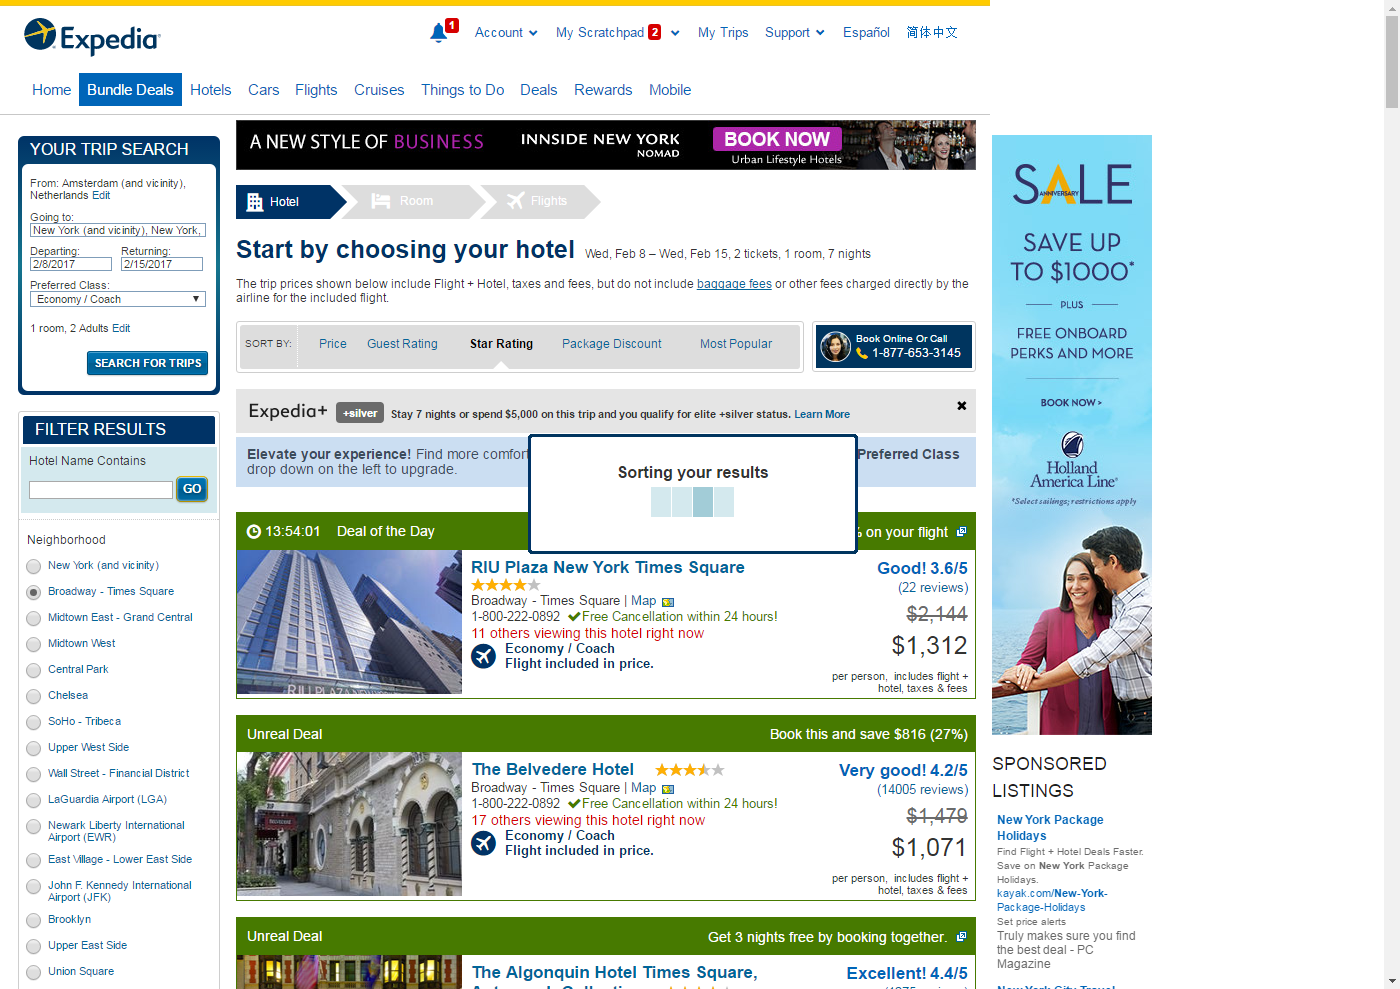 Expedia
1
Account
My Scratchpad 2
My Trips
Support
Español
简体中文
Home
Bundle Deals
Hotels
Cars
Flights
Cruises
Things to Do
Deals
Rewards
Mobile
YOUR TRIP SEARCH
From: Amsterdam (and vicinity),
Netherlands Edit
Going to:
New York (and vicinity), New York,
Departing:
Returning:
2/8/2017
2/15/2017
Preferred Class:
Economy / Coach
1 room, 2 Adults Edit
SEARCH FOR TRIPS
FILTER RESULTS
Hotel Name Contains
GO
Neighborhood
New York (and vicinity)
Broadway - Times Square
Midtown East - Grand Central
Midtown West
Central Park
Chelsea
SoHo - Tribeca
Upper West Side
Wall Street - Financial District
LaGuardia Airport (LGA)
Newark Liberty International
Airport (EWR)
East Village - Lower East Side
John F. Kennedy International
Airport (JFK)
Brooklyn
Upper East Side
Union Square
A NEW STYLE OF BUSINESS
INNSIDE NEW YORK
NOMAD
BOOK NOW
Urban Lifestyle Hotels
Hotel
Room
Flights
Start by choosing your hotel
Wed, Feb 8 – Wed, Feb 15, 2 tickets, 1 room, 7 nights
The trip prices shown below include Flight + Hotel, taxes and fees, but do not include baggage fees or other fees charged directly by the
airline for the included flight.
SORT BY:
Price
Guest Rating
Star Rating
Package Discount
Most Popular
Book Online Or Call
1-877-653-3145
Expedia+
+silver
Stay 7 nights or spend $5,000 on this trip and you qualify for elite +silver status. Learn More
Elevate your experience! Find more comfor
Preferred Class
drop down on the left to upgrade.
Sorting your results
13:54:01
Deal of the Day
% on your flight
RIU PLAZA NEW
RIU Plaza New York Times Square
Broadway - Times Square | Map
1-800-222-0892 Free Cancellation within 24 hours!
11 others viewing this hotel right now
Economy / Coach
Flight included in price.
Good! 3.6/5
(22 reviews)
$2,144
$1,312
per person, includes flight +
hotel, taxes & fees
Unreal Deal
Book this and save $816 (27%)
The Belvedere Hotel
Broadway - Times Square | Map
1-800-222-0892 Free Cancellation within 24 hours!
17 others viewing this hotel right now
Economy / Coach
Flight included in price.
Very good! 4.2/5
(14005 reviews)
$1,479
$1,071
per person, includes flight +
hotel, taxes & fees
Unreal Deal
Get 3 nights free by booking together.
The Algonquin Hotel Times Square,
Excellent! 4.4/5
SALE
ANNIVERSARY
SAVE UP
TO $1000*
PLUS
FREE ONBOARD
PERKS AND MORE
BOOK NOW >
Holland
America Line®
*Select sailings; restrictions apply
SPONSORED
LISTINGS
New York Package
Holidays
Find Flight + Hotel Deals Faster.
Save on New York Package
Holidays.
kayak.com/New-York-
Package-Holidays
Set price alerts
Truly makes sure you find
the best deal - PC
Magazine
New York City Travel